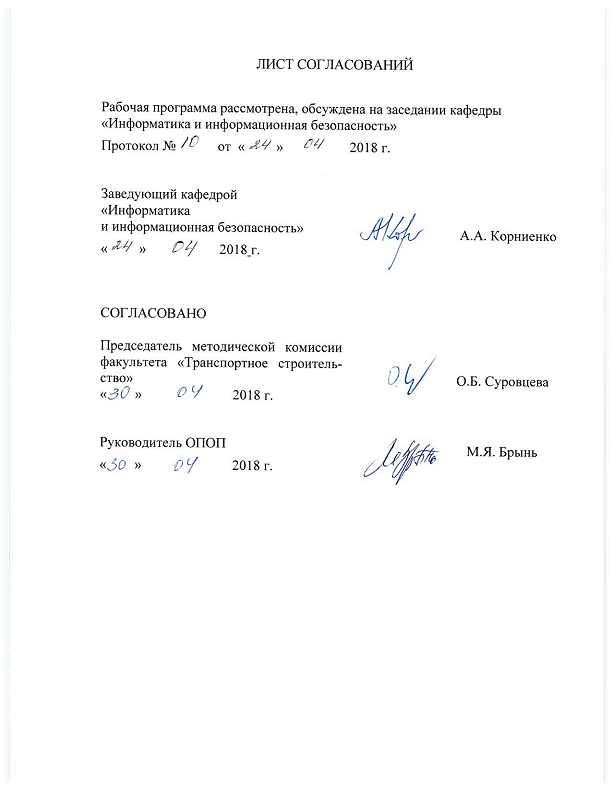 ЛИСТ СОГЛАСОВАНИЙ
Рабочая программа рассмотрена, обсуждена на заседании кафедры
«Информатика и информационная безопасность»
Протокол № 10 от « 24 » 04 2018 г.
Заведующий кафедрой
«Информатика
и информационная безопасность»
А.А. Корниенко
« 24 » 04 2018 г.
СОГЛАСОВАНО
Председатель методической комиссии
факультета «Транспортное строитель-
ство»
О.Б. Суровцева
«30 » 04 2018 г.
Руководитель ОПОП
М.Я. Брынь
«30 » 04 2018 г.